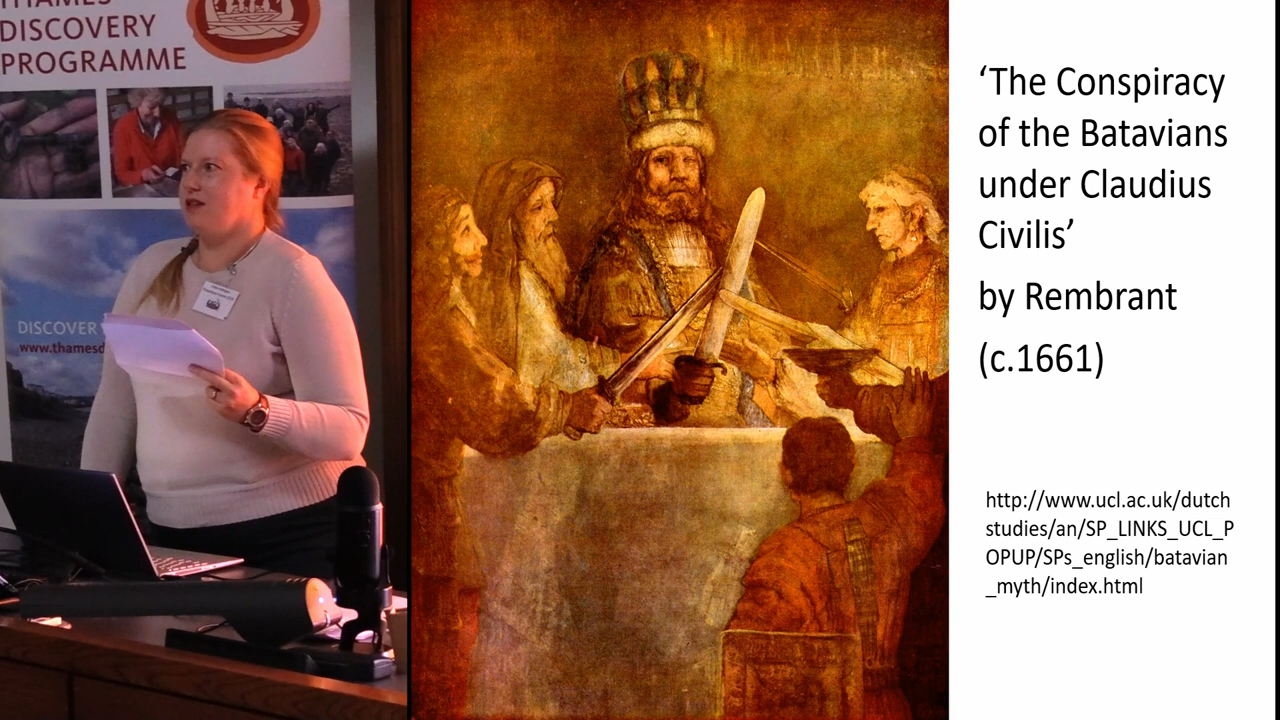 THAMES
DISCOVERY
PROGRAMME
DISCOVER
www.thamesd
‘The Conspiracy
of the Batavians
under Claudius
Civilis’
by Rembrant
(c.1661)
http://www.ucl.ac.uk/dutch
studies/an/SP_LINKS_UCL_P
OPUP/SPs_english/batavian
_myth/index.html